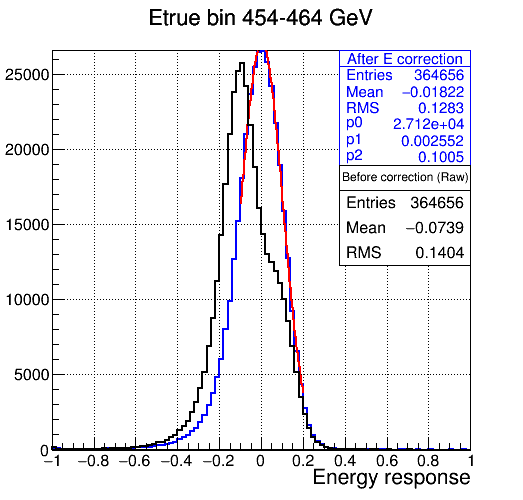 Etrue bin 454-464 GeV
After E correction
Entries 364656
Mean −0.01822
RMS 0.1283
p0 2.712e+04
p1 0.002552
p2 0.1005
Before correction (Raw)
Entries 364656
Mean −0.0739
RMS 0.1404
25000
20000
15000
10000
5000
0
−1 −0.8 −0.6 −0.4 −0.2 0 0.2 0.4 0.6 0.8 1
Energy response